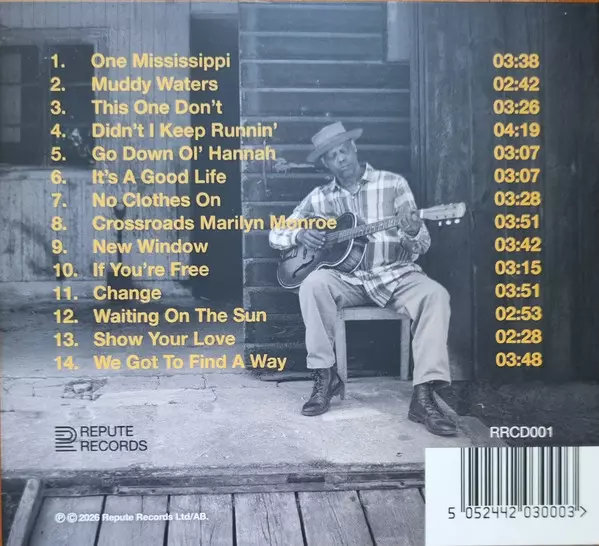 1. One Mississippi 03:38
2. Muddy Waters 02:42
3. This One Don't 03:26
4. Didn't I Keep Runnin' 04:19
5. Go Down Ol' Hannah 03:07
6. It's A Good Life 03:07
7. No Clothes On 03:28
8. Crossroads Marilyn Monroe 03:51
9. New Window 03:42
10. If You're Free 03:15
11. Change 03:51
12. Waiting On The Sun 02:53
13. Show Your Love 02:28
14. We Got To Find A Way 03:48
REPUTE
RECORDS
RRCD001
℗ © 2026 Repute Records Ltd/AB.
5 052442 030003 >